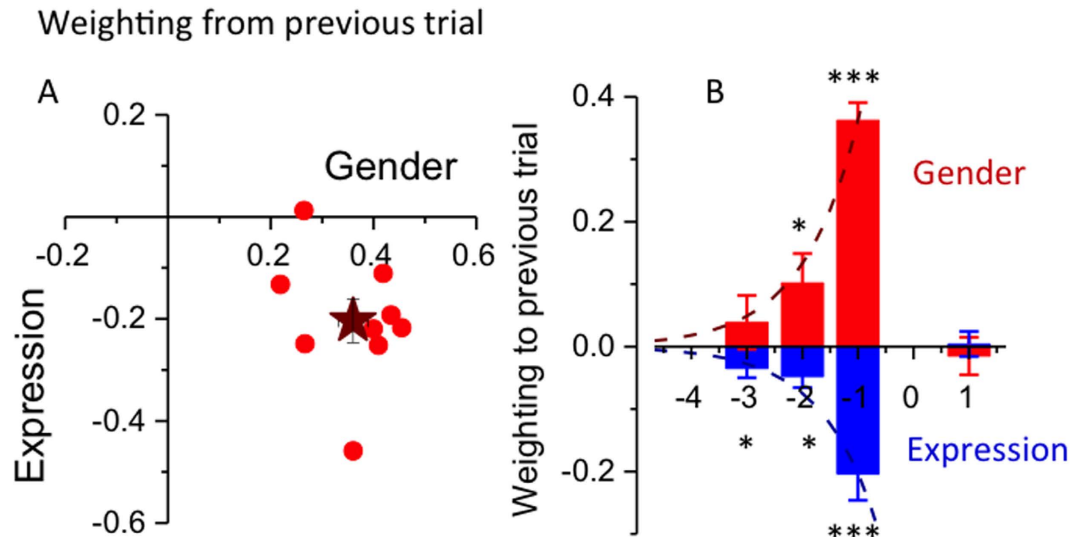 Weighting from previous trial
A
0.2
Gender
-0.2
0.2
0.4
0.6
-0.2
-0.4
-0.6
Expression
B
Weighting to previous trial
0.4
0.2
0.0
-0.2
***
*
Gender
-4
-3
-2
-1
0
1
*
*
Expression
***